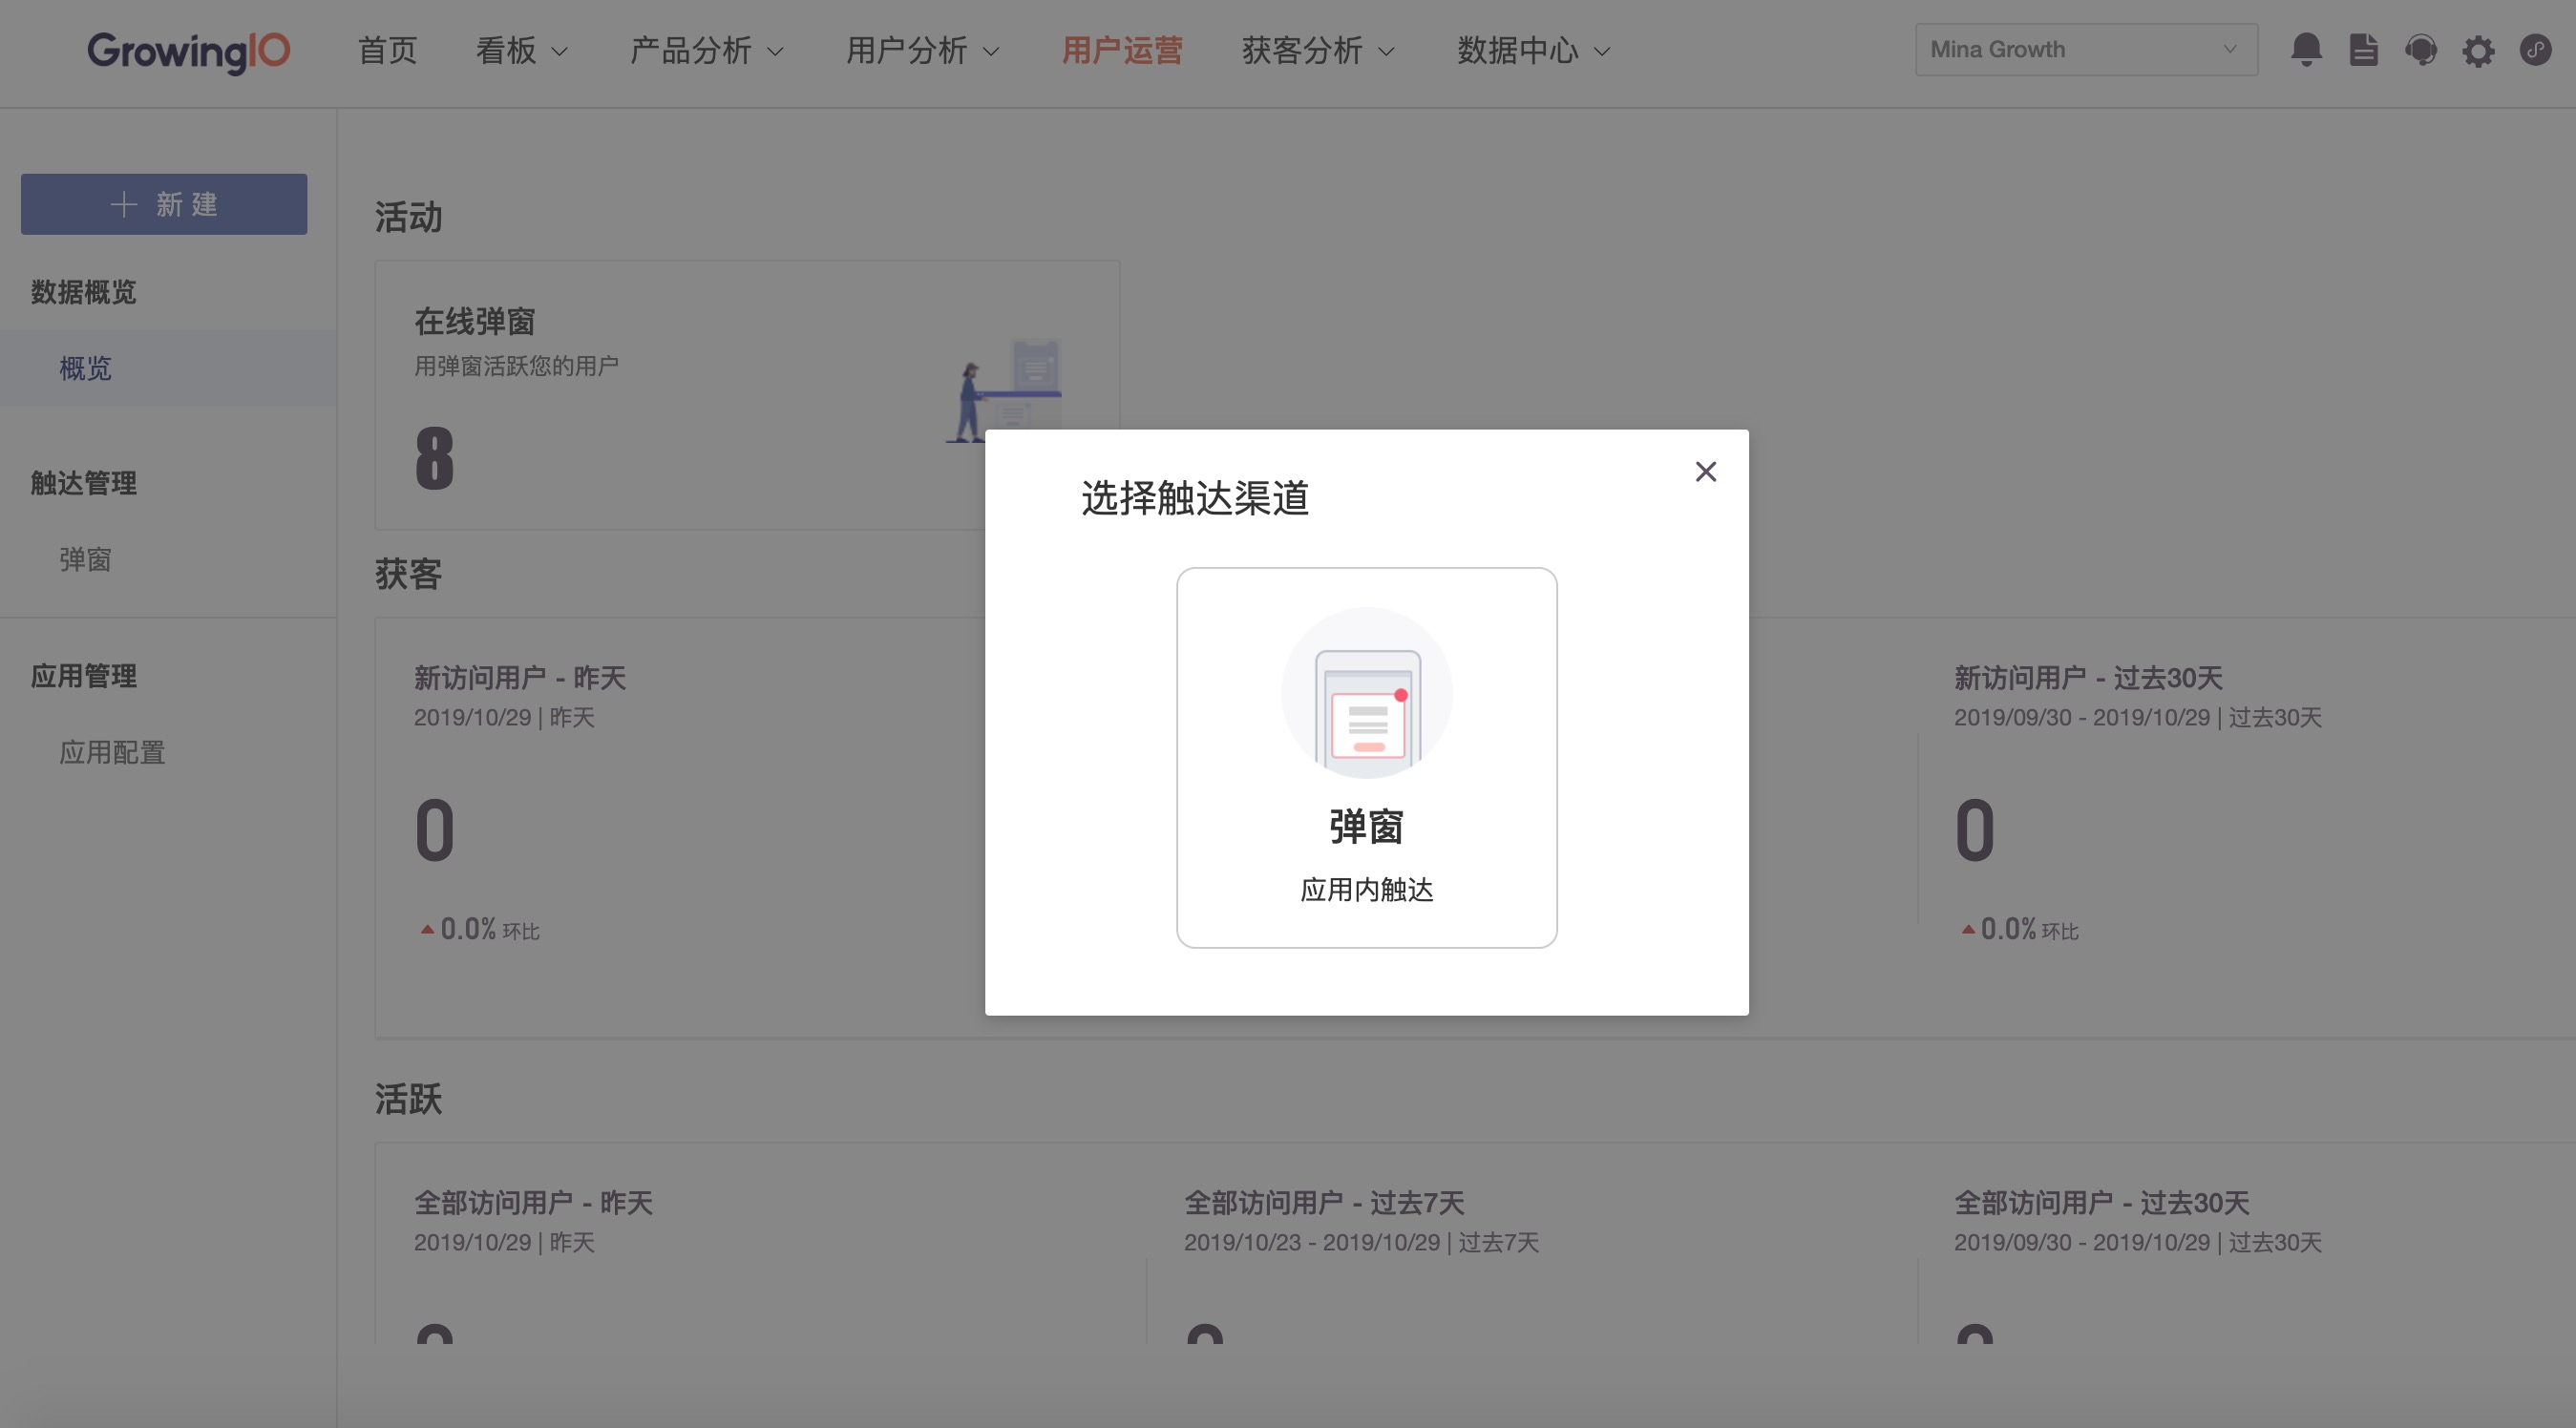 GrowingIO 首页 看板 产品分析 用户分析 用户运营 获客分析 数据中心 Mina Growth
新建
数据概览
概览
触达管理
弹窗
应用管理
应用配置
活动
在线弹窗
用弹窗活跃您的用户
8
选择触达渠道
弹窗
应用内触达
获客
新访问用户 - 昨天
2019/10/29 | 昨天
0
0.0% 环比
新访问用户 - 过去30天
2019/09/30 - 2019/10/29 | 过去30天
0
0.0% 环比
活跃
全部访问用户 - 昨天
2019/10/29 | 昨天
全部访问用户 - 过去7天
2019/10/23 - 2019/10/29 | 过去7天
全部访问用户 - 过去30天
2019/09/30 - 2019/10/29 | 过去30天